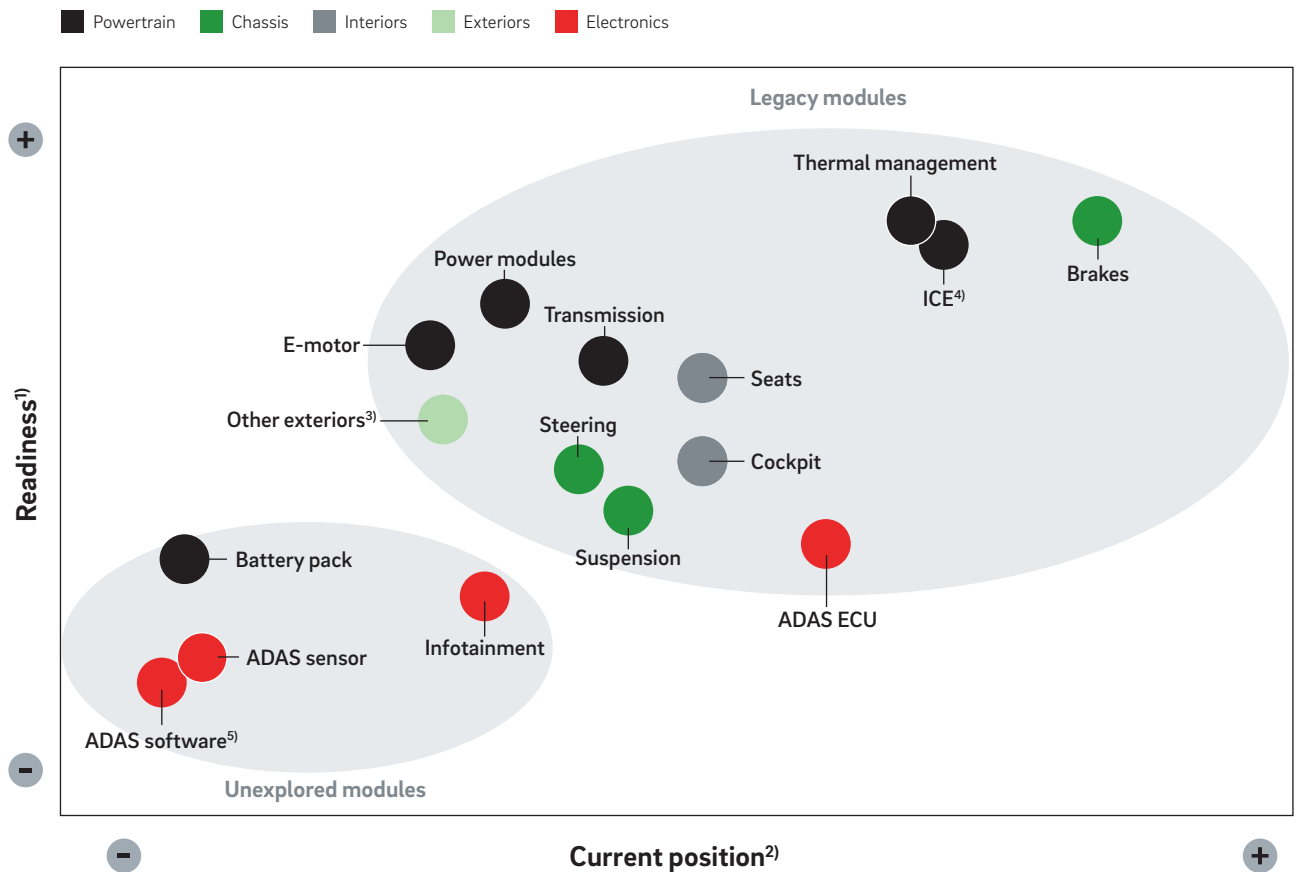 Powertrain Chassis Interiors Exteriors Electronics
Legacy modules
+
Thermal management
Power modules
Brakes
ICE⁴⁾
Transmission
E-motor
Seats
Other exteriors³⁾
Steering
Cockpit
Readiness¹⁾
Suspension
Battery pack
ADAS ECU
Infotainment
ADAS sensor
ADAS software⁵⁾
-
Unexplored modules
-
Current position²⁾
+